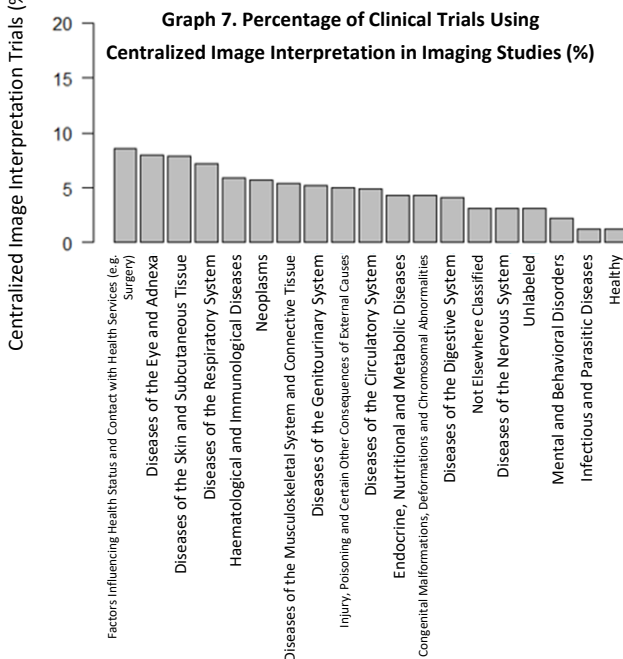 Graph 7. Percentage of Clinical Trials Using
Centralized Image Interpretation in Imaging Studies (%)
Centralized Image Interpretation Trials (%
20
15
10
5
0
Factors Influencing Health Status and Contact with Health Services (e.g.
Surgery)
Diseases of the Eye and Adnexa
Diseases of the Skin and Subcutaneous Tissue
Diseases of the Respiratory System
Haematological and Immunological Diseases
Neoplasms
Diseases of the Musculoskeletal System and Connective Tissue
Diseases of the Genitourinary System
Injury, Poisoning and Certain Other Consequences of External Causes
Diseases of the Circulatory System
Endocrine, Nutritional and Metabolic Diseases
Congenital Malformations, Deformations and Chromosomal Abnormalities
Diseases of the Digestive System
Not Elsewhere Classified
Diseases of the Nervous System
Unlabeled
Mental and Behavioral Disorders
Infectious and Parasitic Diseases
Healthy